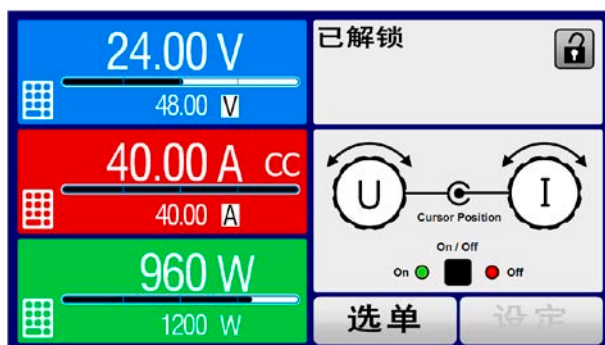 24.00 V
48.00 V
40.00 A CC
40.00 A
960 W
1200 W
已解锁
U
I
Cursor Position
On / Off
On
Off
选单
设定